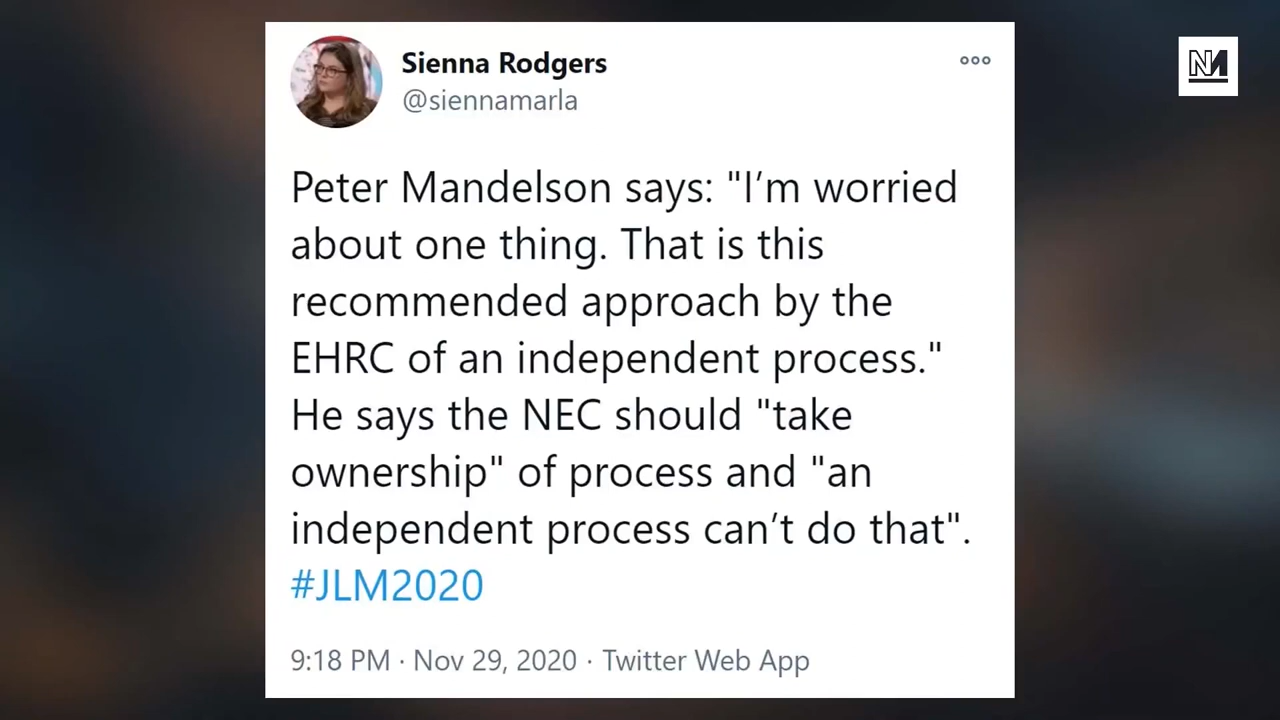 Sienna Rodgers
@siennamarla
Peter Mandelson says: "I’m worried
about one thing. That is this
recommended approach by the
EHRC of an independent process."
He says the NEC should "take
ownership" of process and "an
independent process can’t do that".
#JLM2020
9:18 PM · Nov 29, 2020 · Twitter Web App
NM